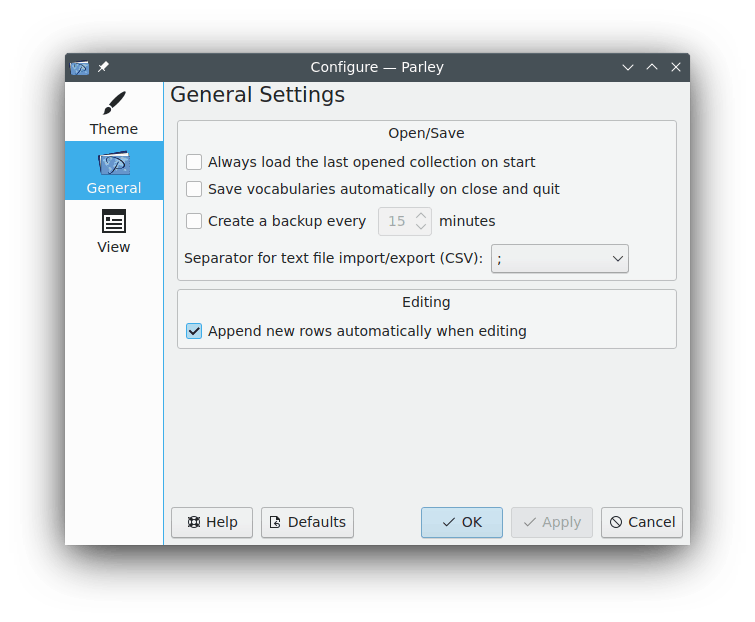 Configure — Parley
Theme
General
View
General Settings
Open/Save
Always load the last opened collection on start
Save vocabularies automatically on close and quit
Create a backup every 15 minutes
Separator for text file import/export (CSV): ;
Editing
Append new rows automatically when editing
Help Defaults OK Apply Cancel